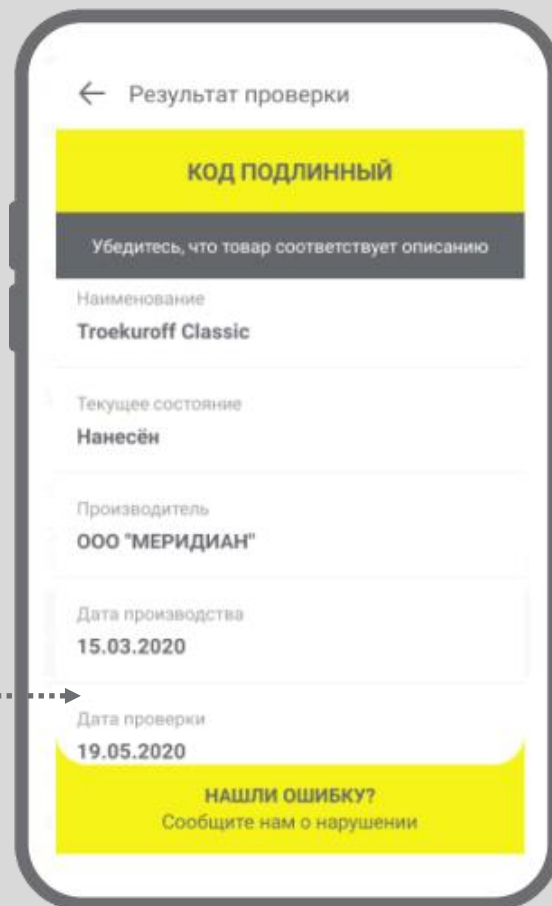 Результат проверки
КОД ПОДЛИННЫЙ
Убедитесь, что товар соответствует описанию
Наименование
Troekuroff Classic
Текущее состояние
Нанесён
Производитель
ООО "МЕРИДИАН"
Дата производства
15.03.2020
Дата проверки
19.05.2020
НАШЛИ ОШИБКУ?
Сообщите нам о нарушении